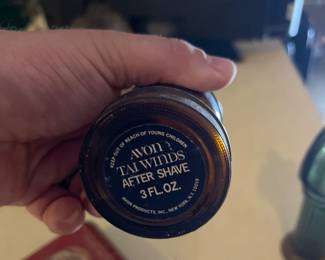 KEEP OUT OF REACH OF YOUNG CHILDREN
AVON
TAI WINDS
AFTER SHAVE
3 FL. OZ.
AVON PRODUCTS, INC., NEW YORK, N.Y. 10019